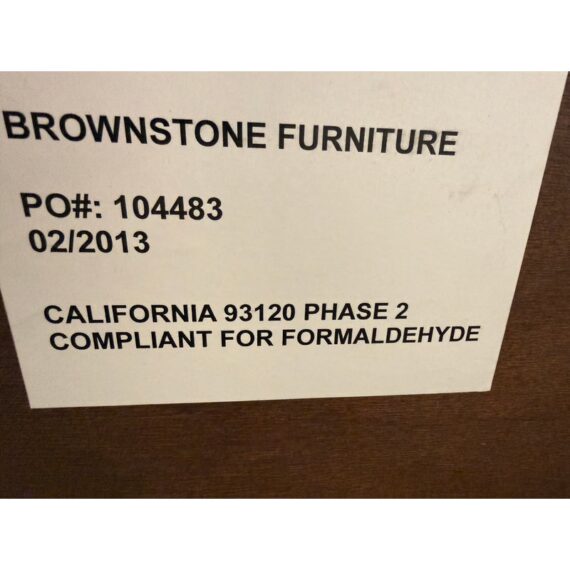 BROWNSTONE FURNITURE
PO#: 104483
02/2013
CALIFORNIA 93120 PHASE 2
COMPLIANT FOR FORMALDEHYDE